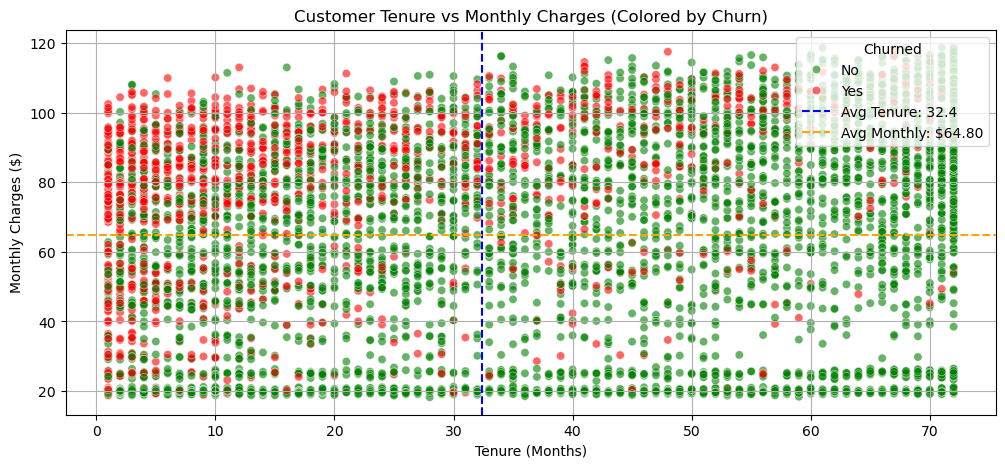 Customer Tenure vs Monthly Charges (Colored by Churn)
Churned
No
Yes
Avg Tenure: 32.4
Avg Monthly: $64.80
Monthly Charges ($)
120
100
80
60
40
20
0 10 20 30 40 50 60 70
Tenure (Months)